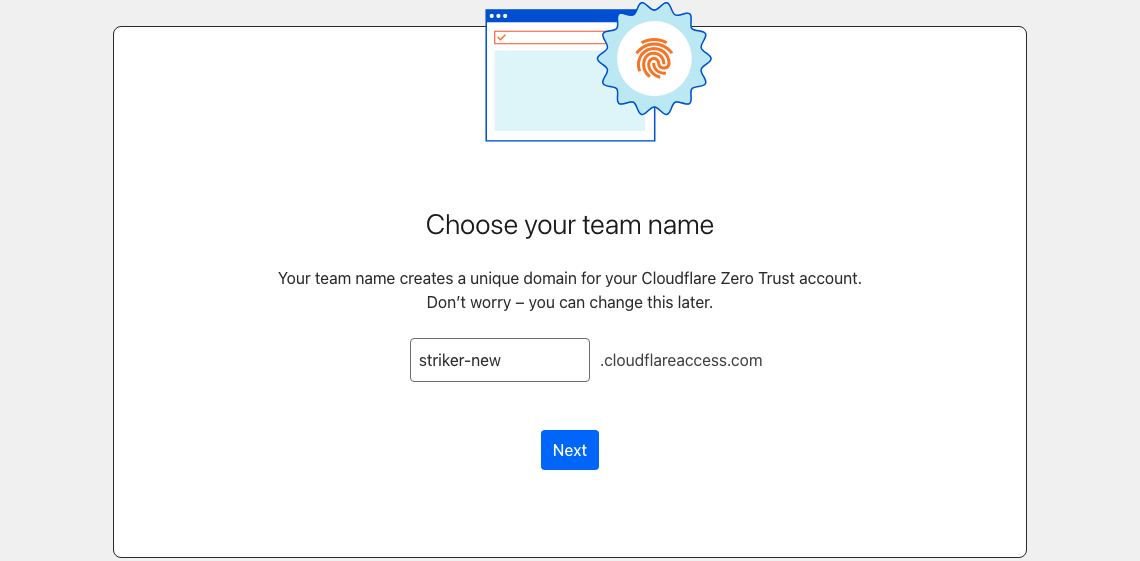 Choose your team name
Your team name creates a unique domain for your Cloudflare Zero Trust account.
Don’t worry – you can change this later.
striker-new .cloudflareaccess.com
Next